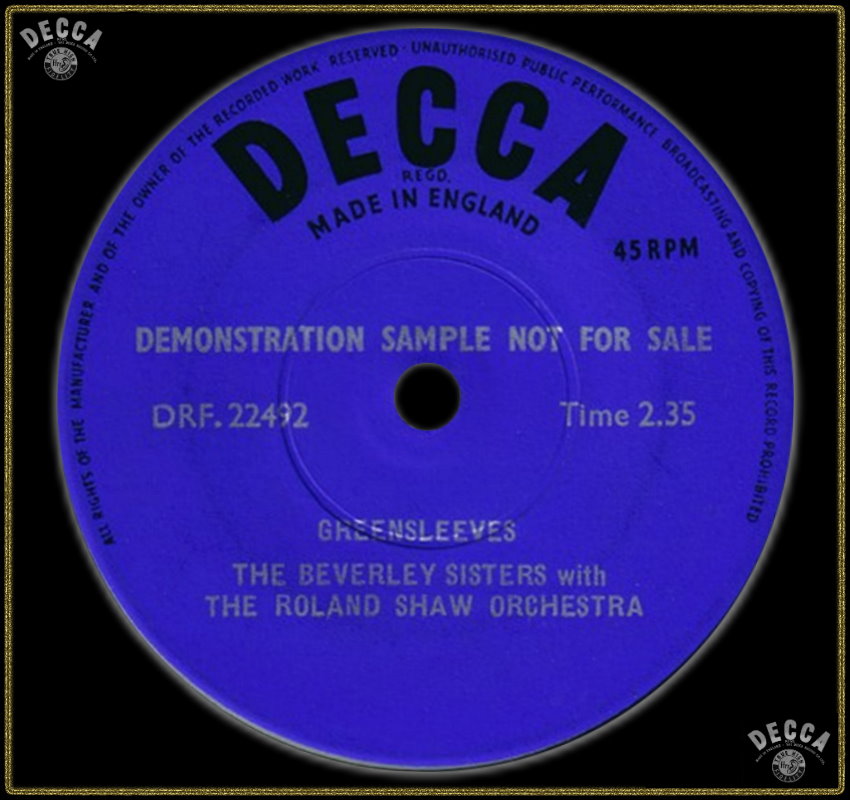 DECCA
ALL RIGHTS OF THE MANUFACTURER AND OF THE OWNER OF THE RECORDED WORK RESERVED · UNAUTHORISED PUBLIC PERFORMANCE BROADCASTING AND COPYING OF THIS RECORD PROHIBITED
DECCA
REGD.
MADE IN ENGLAND
45 RPM
DEMONSTRATION SAMPLE NOT FOR SALE
DRF. 22492
Time 2.35
GREENSLEEVES
THE BEVERLEY SISTERS with
THE ROLAND SHAW ORCHESTRA
DECCA